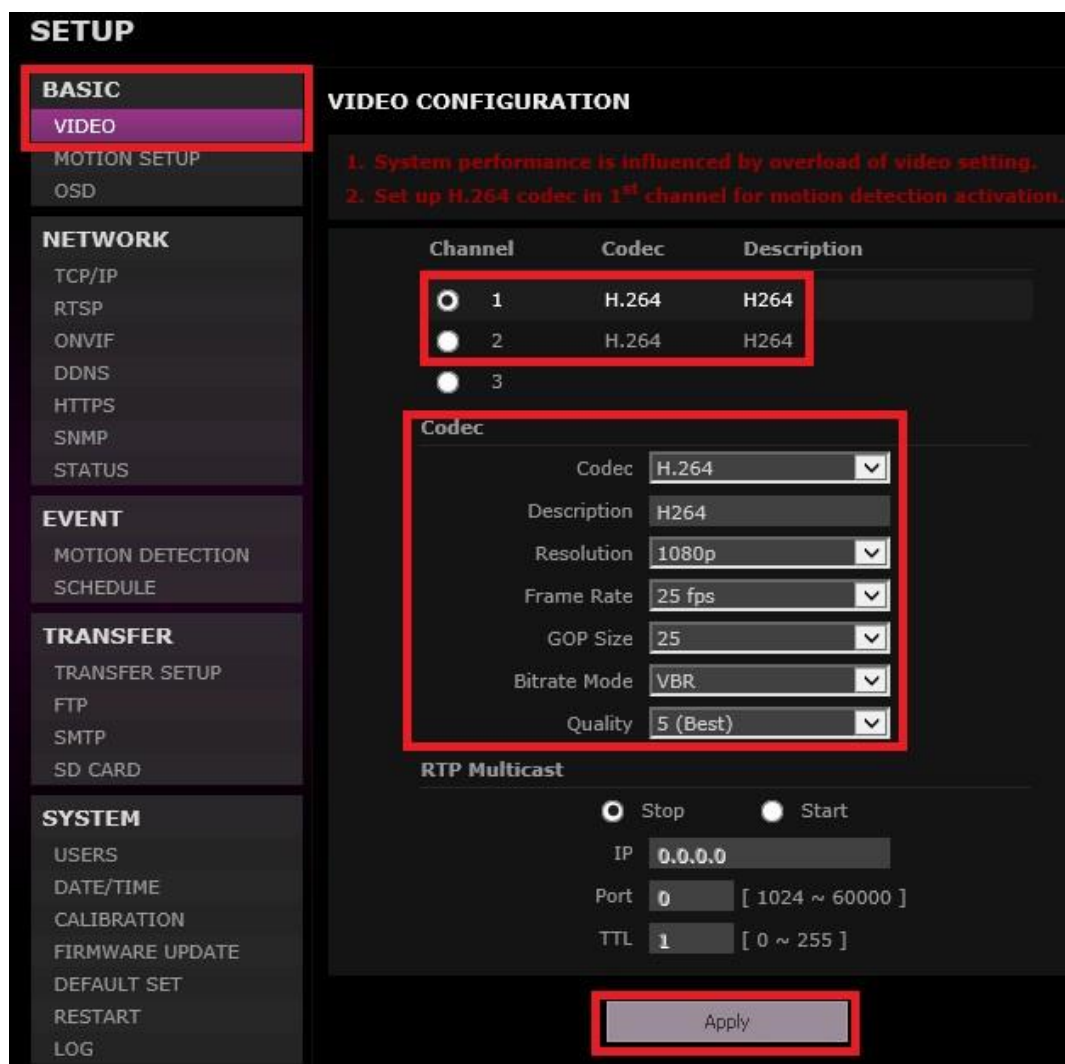 SETUP
BASIC
VIDEO
MOTION SETUP
OSD
NETWORK
TCP/IP
RTSP
ONVIF
DDNS
HTTPS
SNMP
STATUS
EVENT
MOTION DETECTION
SCHEDULE
TRANSFER
TRANSFER SETUP
FTP
SMTP
SD CARD
SYSTEM
USERS
DATE/TIME
CALIBRATION
FIRMWARE UPDATE
DEFAULT SET
RESTART
LOG
VIDEO CONFIGURATION
1. System performance is influenced by overload of video setting.
2. Set up H.264 codec in 1st channel for motion detection activation.
Channel Codec Description
1 H.264 H264
2 H.264 H264
3
Codec
Codec H.264
Description H264
Resolution 1080p
Frame Rate 25 fps
GOP Size 25
Bitrate Mode VBR
Quality 5 (Best)
RTP Multicast
Stop Start
IP 0.0.0.0
Port 0 [ 1024 ~ 60000 ]
TTL 1 [ 0 ~ 255 ]
Apply